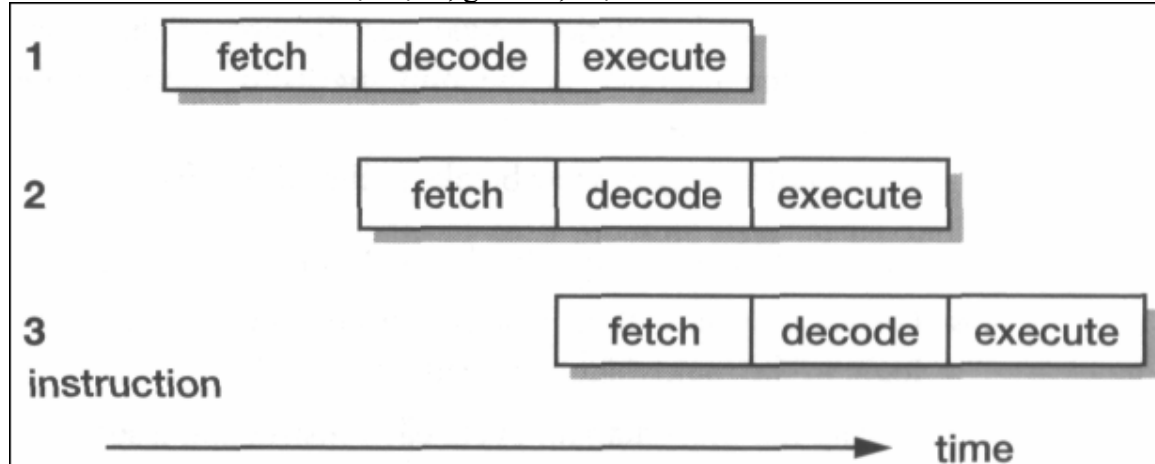 1 fetch decode execute
2 fetch decode execute
3 fetch decode execute
instruction
time